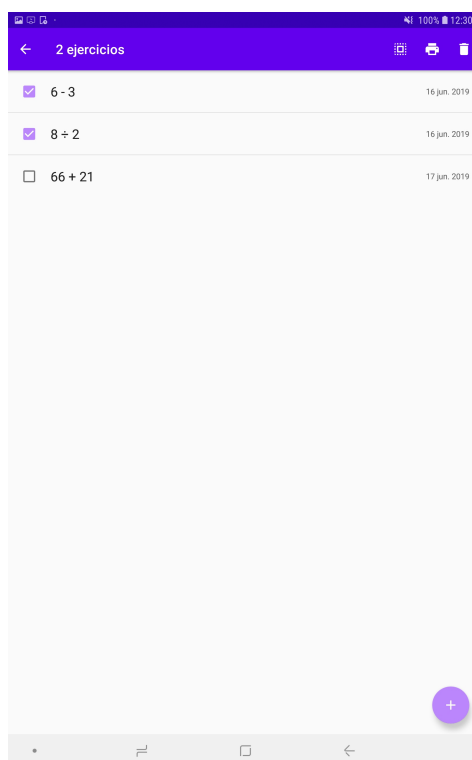 100% 12:30
2 ejercicios
6 - 3 16 jun. 2019
8 ÷ 2 16 jun. 2019
66 + 21 17 jun. 2019